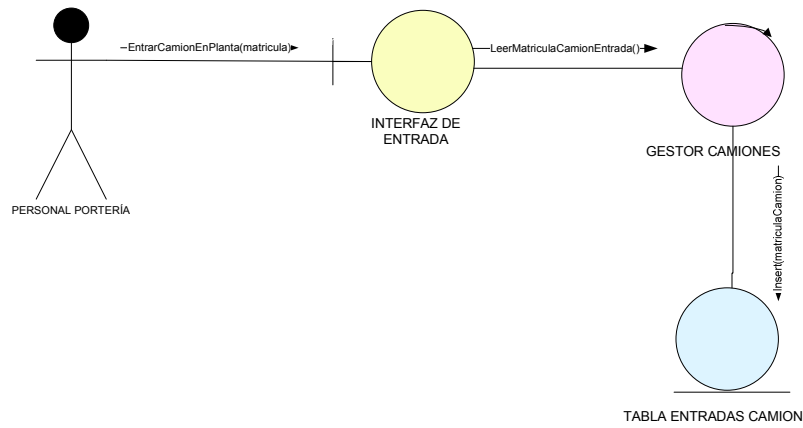 EntrarCamionEnPlanta(matricula)
LeerMatriculaCamionEntrada()
INTERFAZ DE
ENTRADA
GESTOR CAMIONES
PERSONAL PORTERÍA
Insert(matriculaCamion)
TABLA ENTRADAS CAMION